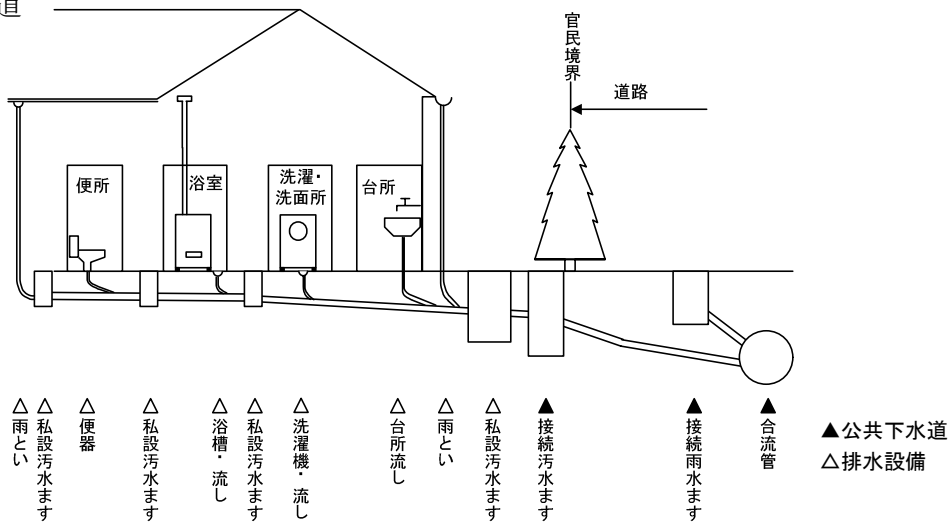 官民境界
道路
便所
浴室
洗濯・
洗面所
台所
△雨とい
△私設汚水ます
△便器
△私設汚水ます
△浴槽・流し
△私設汚水ます
△洗濯機・流し
△台所流し
△雨とい
△私設汚水ます
▲接続汚水ます
▲接続雨水ます
▲合流管
▲公共下水道
△排水設備